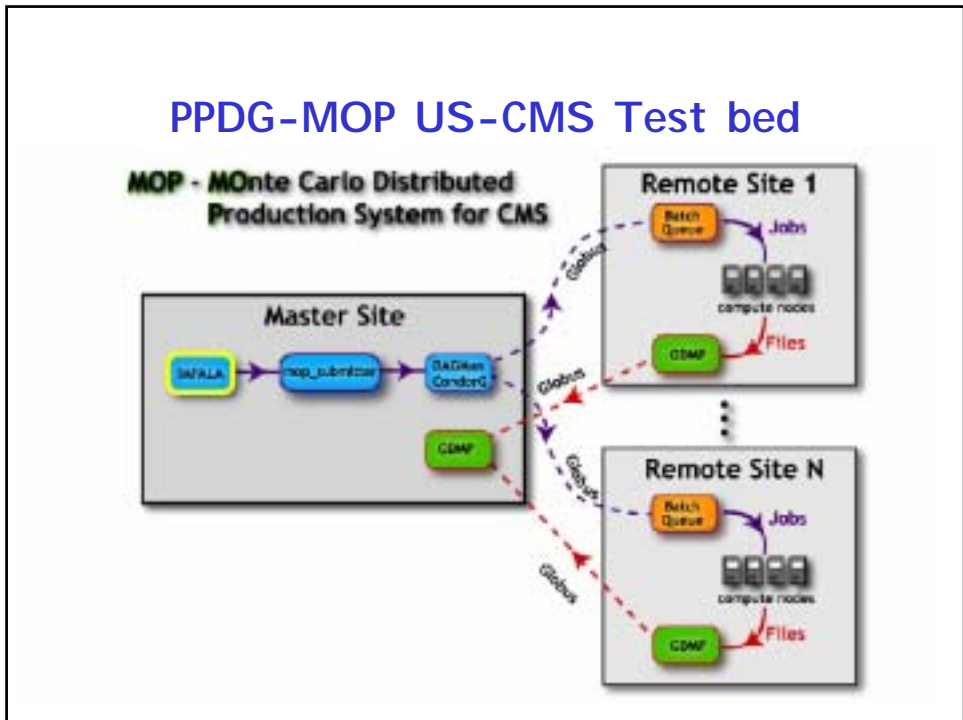 PPDG-MOP US-CMS Test bed
MOP - MOnte Carlo Distributed
Production System for CMS
Master Site
mop_submitter
DAGMan
CondorG
GDMP
Globus
Globus
Globus
Globus
Remote Site 1
Batch
Queue
Jobs
compute nodes
Files
GDMP
Remote Site N
Batch
Queue
Jobs
compute nodes
Files
GDMP